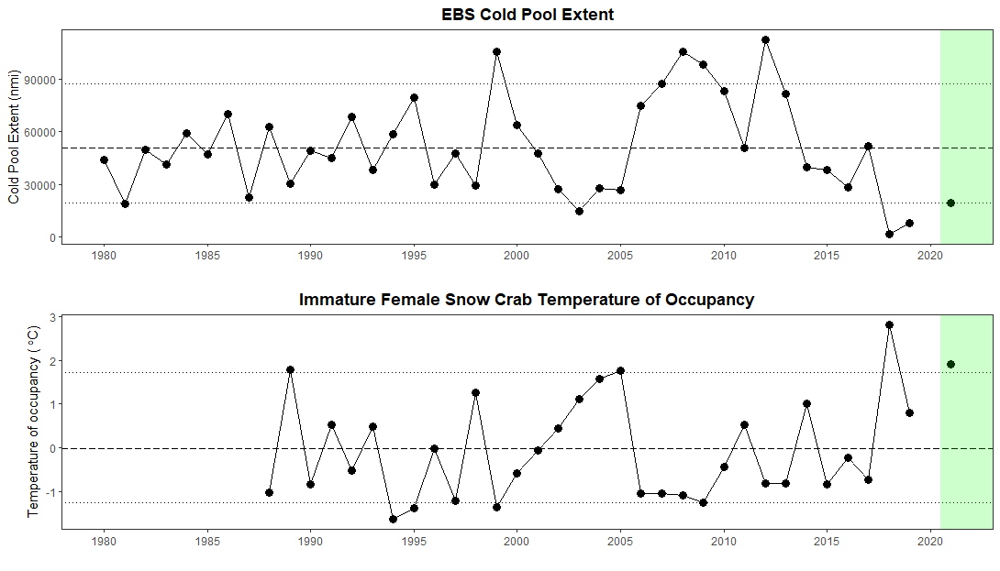 EBS Cold Pool Extent
Cold Pool Extent (nmi)
90000
60000
30000
0
1980 1985 1990 1995 2000 2005 2010 2015 2020
Immature Female Snow Crab Temperature of Occupancy
Temperature of occupancy ( °C)
3
2
1
0
-1
1980 1985 1990 1995 2000 2005 2010 2015 2020